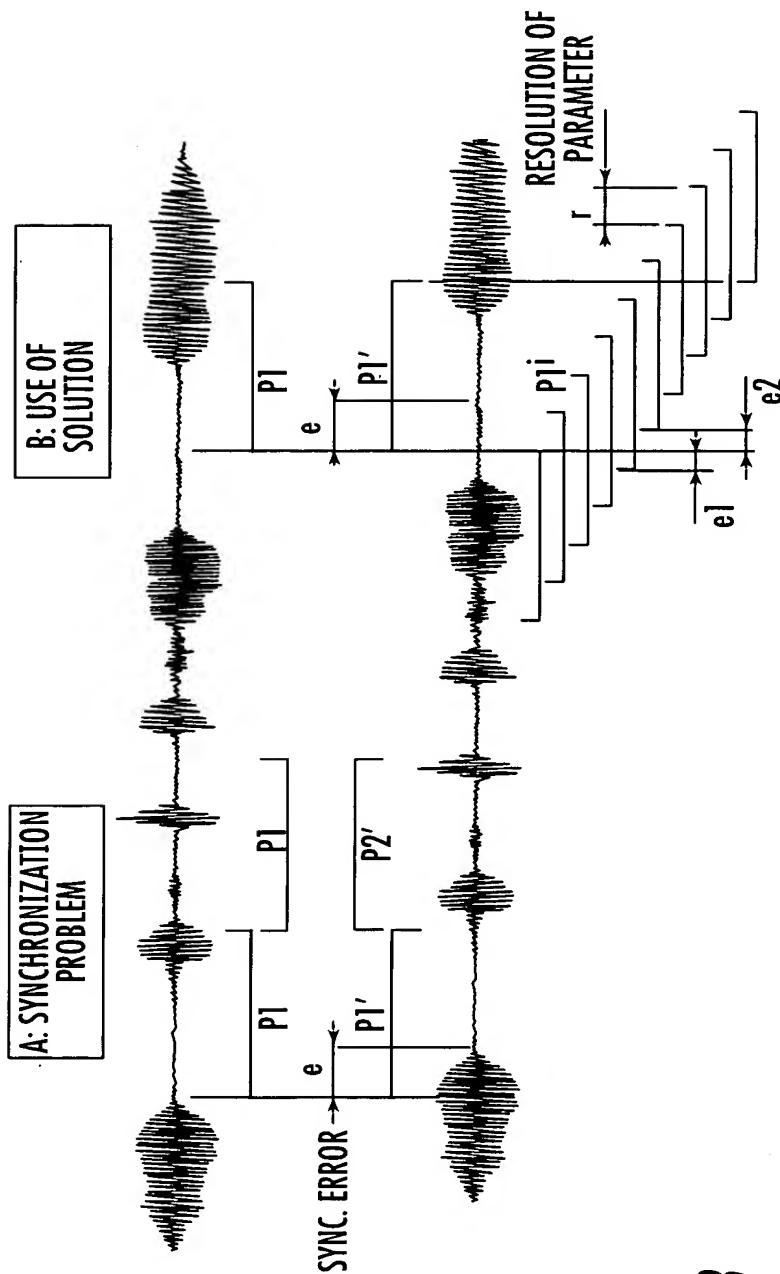 A: SYNCHRONIZATION
PROBLEM
B: USE OF
SOLUTION
P1
P1
P1
e
e
SYNC. ERROR
P1'
P2'
P1'
P1i
r
RESOLUTION OF
PARAMETER
e1
e2